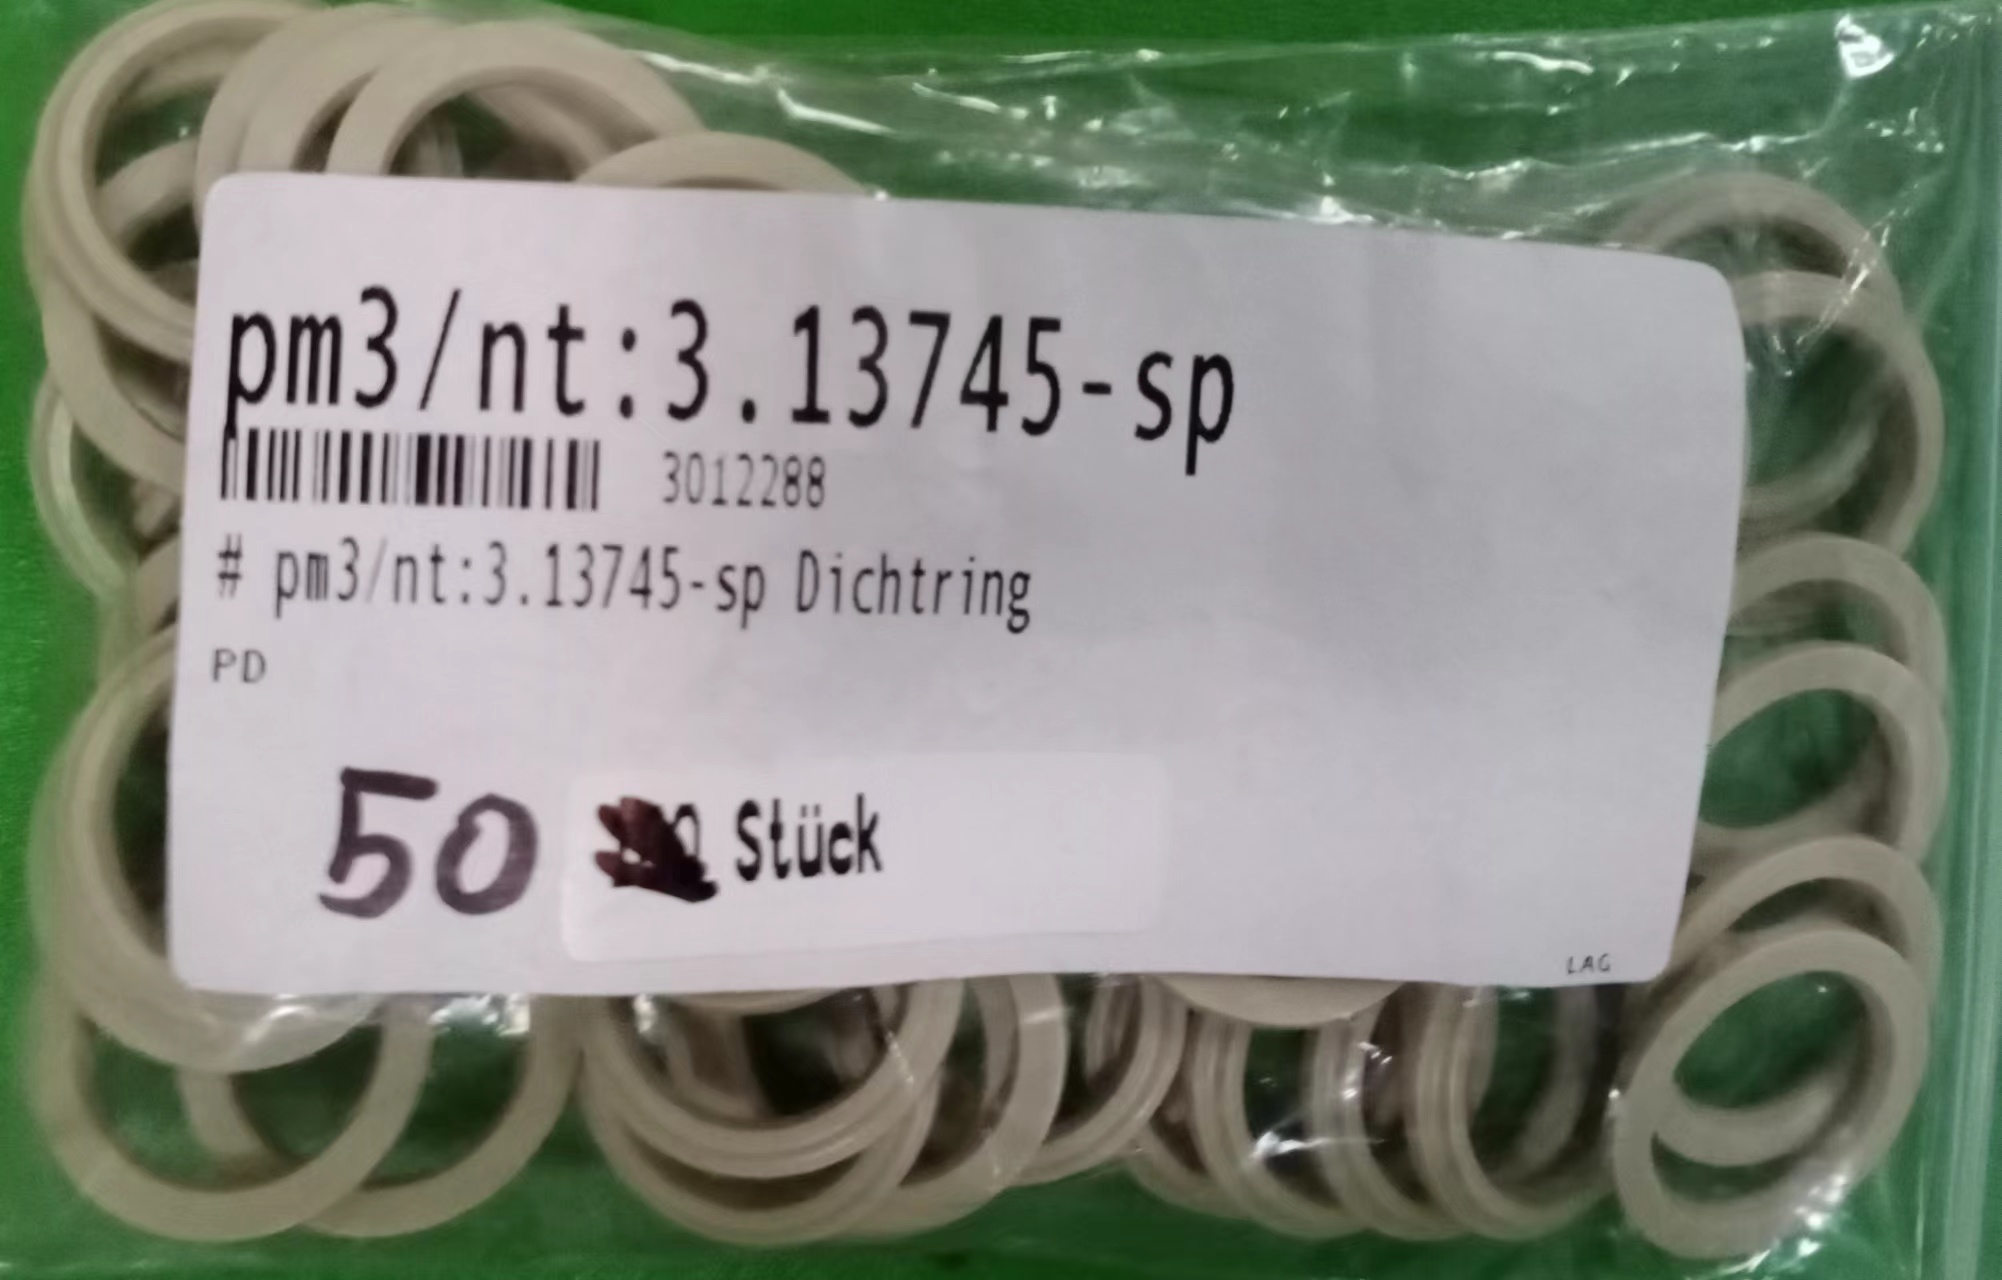 pm3/nt:3.13745-sp
3012288
# pm3/nt:3.13745-sp Dichtring
PD
50 Stück
LAG